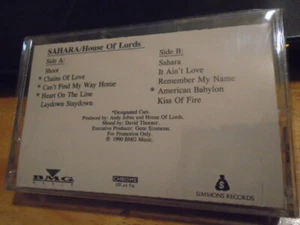 SAHARA/House Of Lords
Side A:
Shoot
* Chains Of Love
* Can't Find My Way Home
* Heart On The Line
Laydown Staydown
Side B:
Sahara
It Ain't Love
Remember My Name
* American Babylon
Kiss Of Fire
*Designated Cuts.
Produced by: Andy Johns and House Of Lords.
Mixed by: David Thoener.
Executive Producer: Gene Simmons.
For Promotion Only.
© 1990 BMG Music.
BMG
CHROME
$
SIMMONS RECORDS